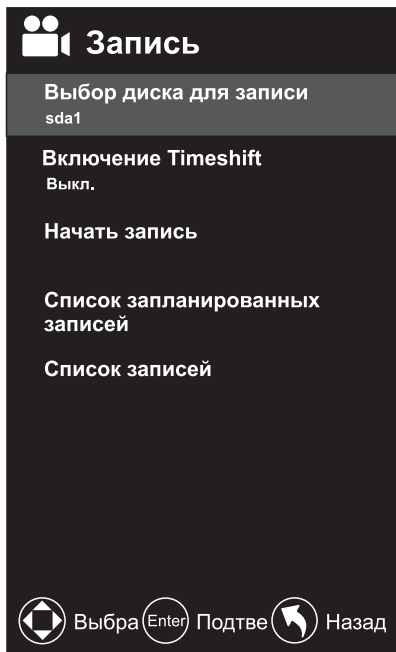 Запись
Выбор диска для записи
sda1
Включение Timeshift
Выкл.
Начать запись
Список запланированных
записей
Список записей
Выбра Enter Подтве Назад